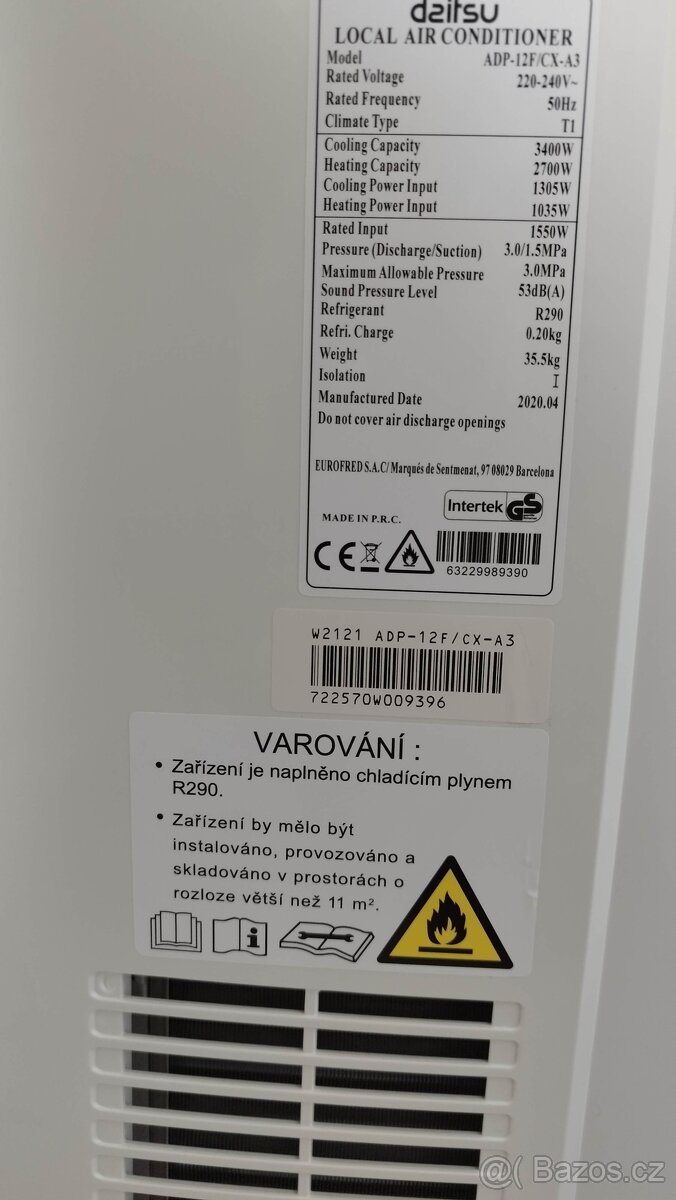 daitsu
LOCAL AIR CONDITIONER
Model ADP-12F/CX-A3
Rated Voltage 220-240V~
Rated Frequency 50Hz
Climate Type T1
Cooling Capacity 3400W
Heating Capacity 2700W
Cooling Power Input 1305W
Heating Power Input 1035W
Rated Input 1550W
Pressure (Discharge/Suction) 3.0/1.5MPa
Maximum Allowable Pressure 3.0MPa
Sound Pressure Level 53dB(A)
Refrigerant R290
Refri. Charge 0.20kg
Weight 35.5kg
Isolation I
Manufactured Date 2020.04
Do not cover air discharge openings
EUROFRED S.A.C/ Marqués de Sentmenat, 97 08029 Barcelona
Intertek GS
MADE IN P.R.C.
CE
63229989390
W2121 ADP-12F/CX-A3
722570W009396
VAROVÁNÍ :
• Zařízení je naplněno chladícím plynem
R290.
• Zařízení by mělo být
instalováno, provozováno a
skladováno v prostorách o
rozloze větší než 11 m².
i
@( Bazos.cz